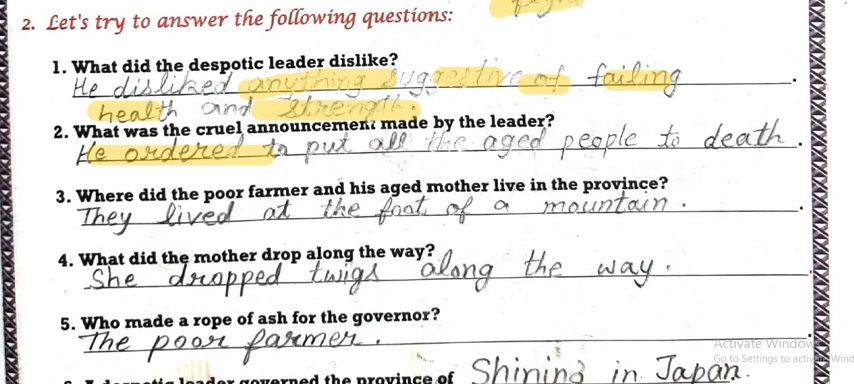 2. Let's try to answer the following questions:
1. What did the despotic leader dislike?
He disliked anything suggestive of failing
health and strength.
2. What was the cruel announcement made by the leader?
He ordered to put all the aged people to death.
3. Where did the poor farmer and his aged mother live in the province?
They lived at the foot of a mountain.
4. What did the mother drop along the way?
She dropped twigs along the way.
5. Who made a rope of ash for the governor?
The poor farmer.
leader governed the province of Shining in Japan.
Activate Window
Go to Settings to activ Wind